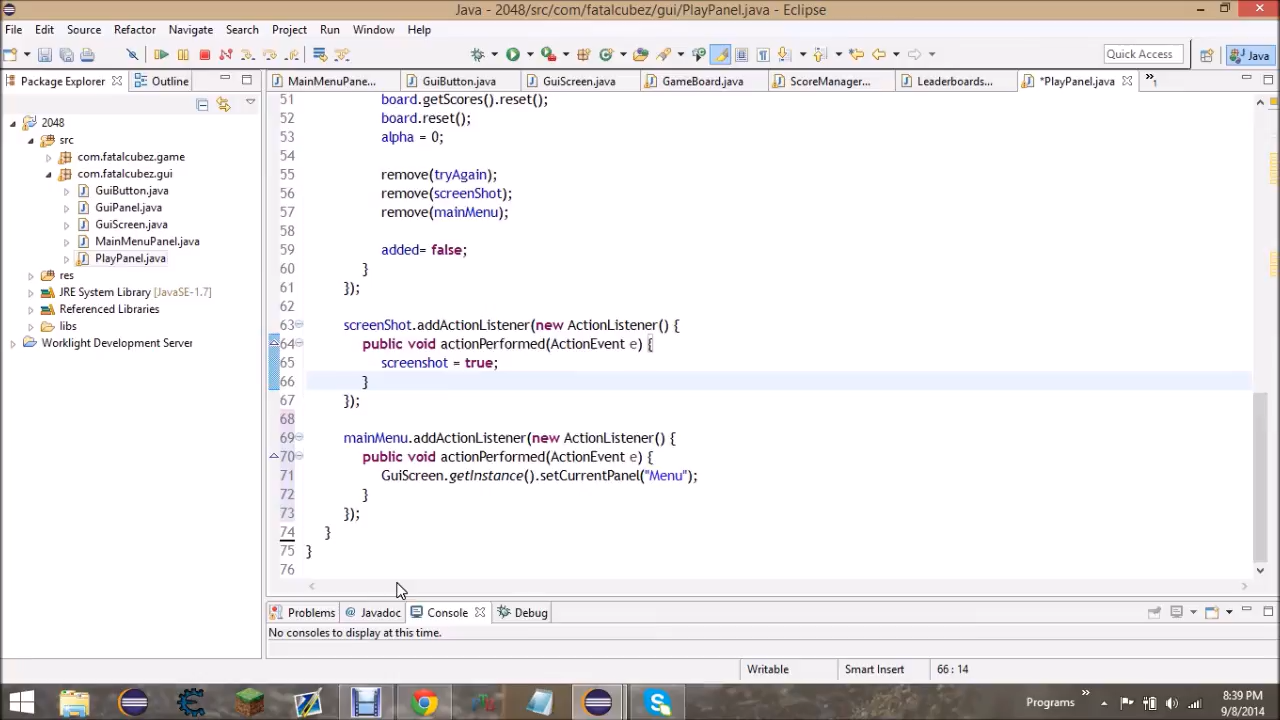 Java - 2048/src/com/fatalcubez/gui/PlayPanel.java - Eclipse
File Edit Source Refactor Navigate Search Project Run Window Help
Quick Access Java
Package Explorer Outline MainMenuPane... GuiButton.java GuiScreen.java GameBoard.java ScoreManager... Leaderboards... *PlayPanel.java
2048
src
com.fatalcubez.game
com.fatalcubez.gui
GuiButton.java
GuiPanel.java
GuiScreen.java
MainMenuPanel.java
PlayPanel.java
res
JRE System Library [JavaSE-1.7]
Referenced Libraries
libs
Worklight Development Server
51 board.getScores().reset();
52 board.reset();
53 alpha = 0;
54
55 remove(tryAgain);
56 remove(screenShot);
57 remove(mainMenu);
58
59 added= false;
60 }
61 });
62
63 screenShot.addActionListener(new ActionListener() {
64 public void actionPerformed(ActionEvent e) {
65 screenshot = true;
66 }
67 });
68
69 mainMenu.addActionListener(new ActionListener() {
70 public void actionPerformed(ActionEvent e) {
71 GuiScreen.getInstance().setCurrentPanel("Menu");
72 }
73 });
74 }
75 }
76
Problems @ Javadoc Console Debug
No consoles to display at this time.
Writable Smart Insert 66 : 14
Programs 8:39 PM
9/8/2014